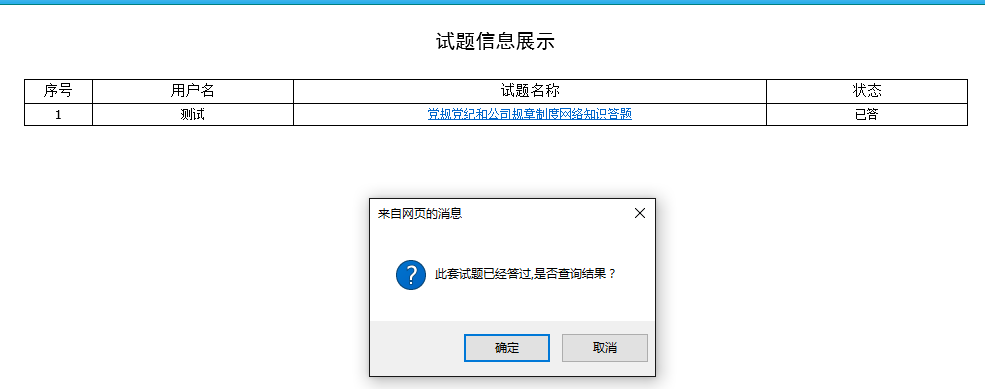 试题信息展示
序号 用户名 试题名称 状态
1 测试 党规党纪和公司规章制度网络知识答题 已答
来自网页的消息
此套试题已经答过,是否查询结果？
确定 取消